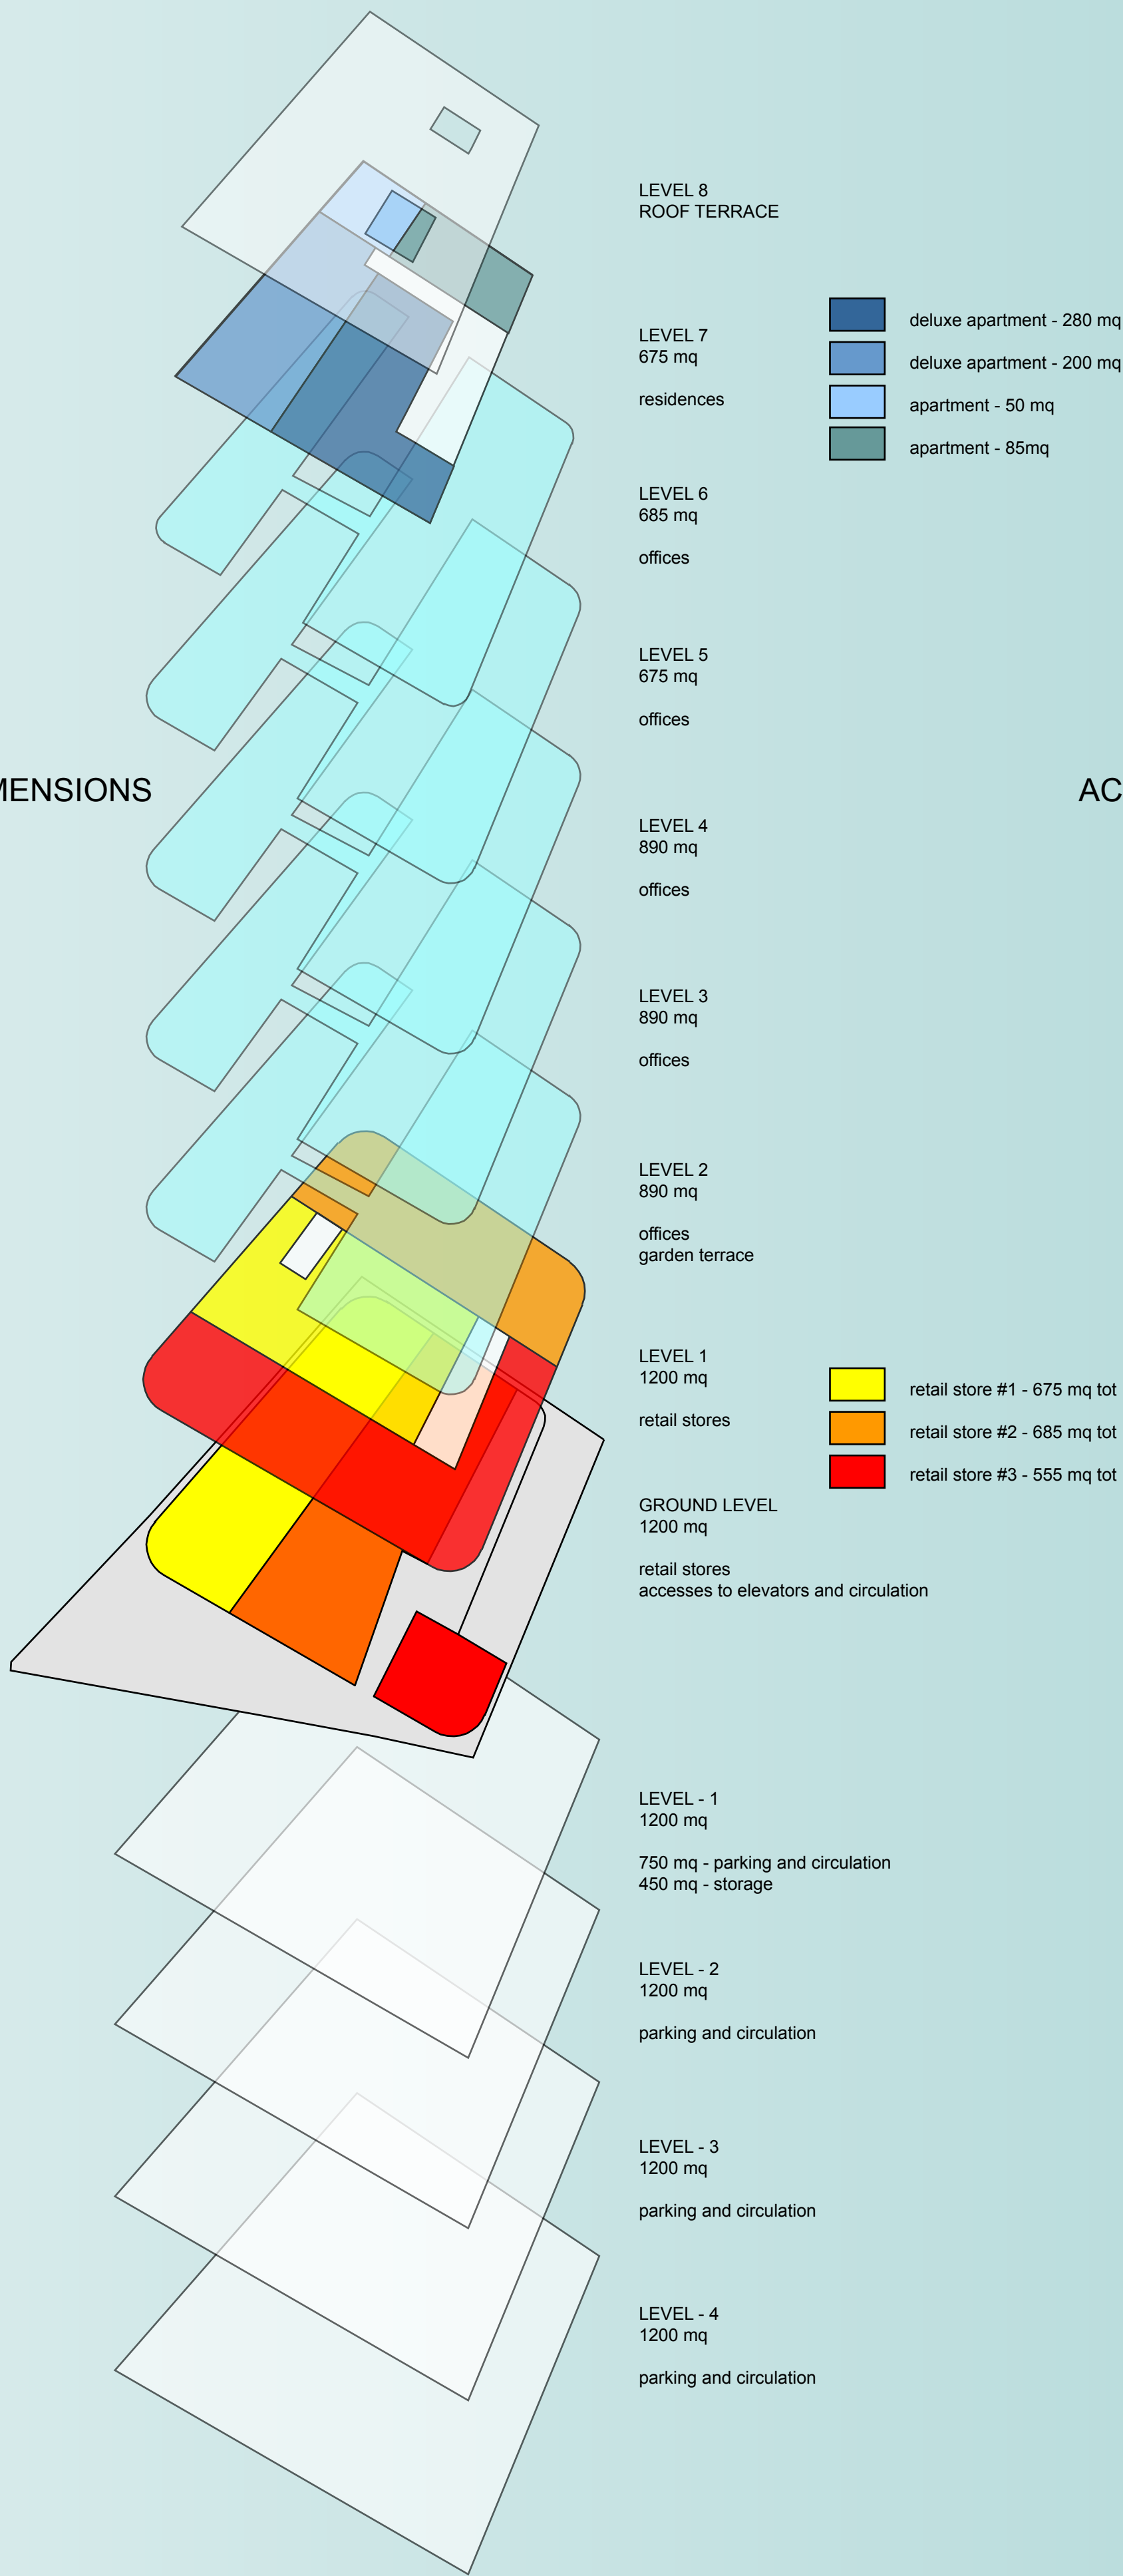 LEVEL 8
ROOF TERRACE
LEVEL 7
675 mq
residences
deluxe apartment - 280 mq
deluxe apartment - 200 mq
apartment - 50 mq
apartment - 85mq
LEVEL 6
685 mq
offices
LEVEL 5
675 mq
offices
MENSIONS
AC
LEVEL 4
890 mq
offices
LEVEL 3
890 mq
offices
LEVEL 2
890 mq
offices
garden terrace
LEVEL 1
1200 mq
retail stores
retail store #1 - 675 mq tot
retail store #2 - 685 mq tot
retail store #3 - 555 mq tot
GROUND LEVEL
1200 mq
retail stores
accesses to elevators and circulation
LEVEL - 1
1200 mq
750 mq - parking and circulation
450 mq - storage
LEVEL - 2
1200 mq
parking and circulation
LEVEL - 3
1200 mq
parking and circulation
LEVEL - 4
1200 mq
parking and circulation